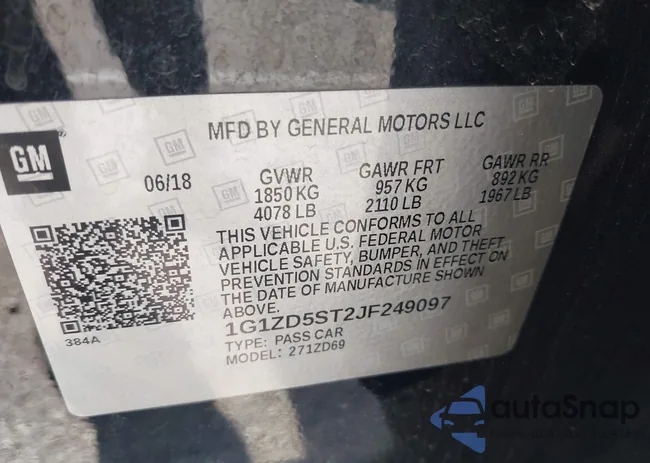 MFD BY GENERAL MOTORS LLC
GM
06/18
GVWR
1850 KG
4078 LB
GAWR FRT
957 KG
2110 LB
GAWR RR
892 KG
1967 LB
THIS VEHICLE CONFORMS TO ALL
APPLICABLE U.S. FEDERAL MOTOR
VEHICLE SAFETY, BUMPER, AND THEFT
PREVENTION STANDARDS IN EFFECT ON
THE DATE OF MANUFACTURE SHOWN
ABOVE.
1G1ZD5ST2JF249097
TYPE: PASS CAR
MODEL: 271ZD69
384A
autoSnap